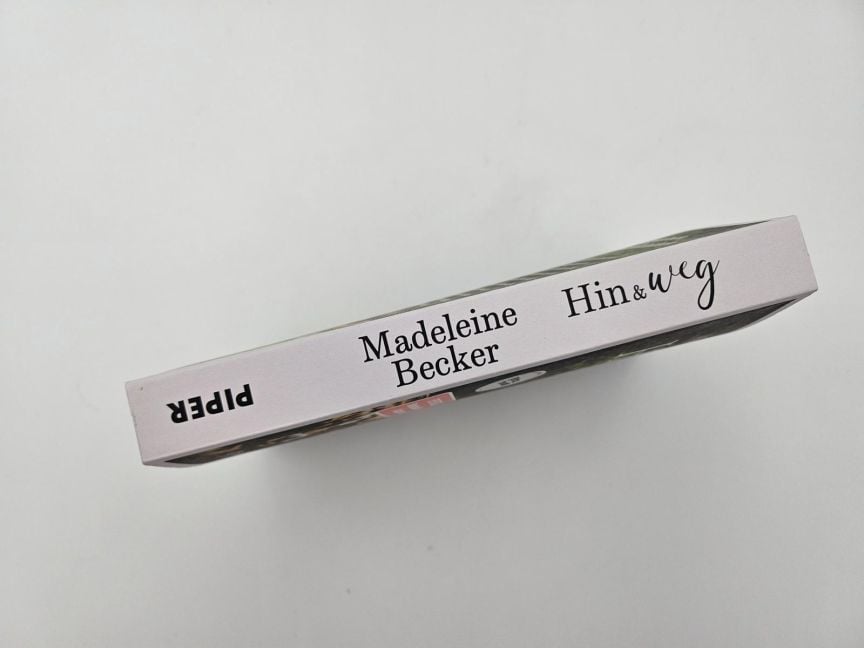 Madeleine
Becker
Hin & weg
PIPER